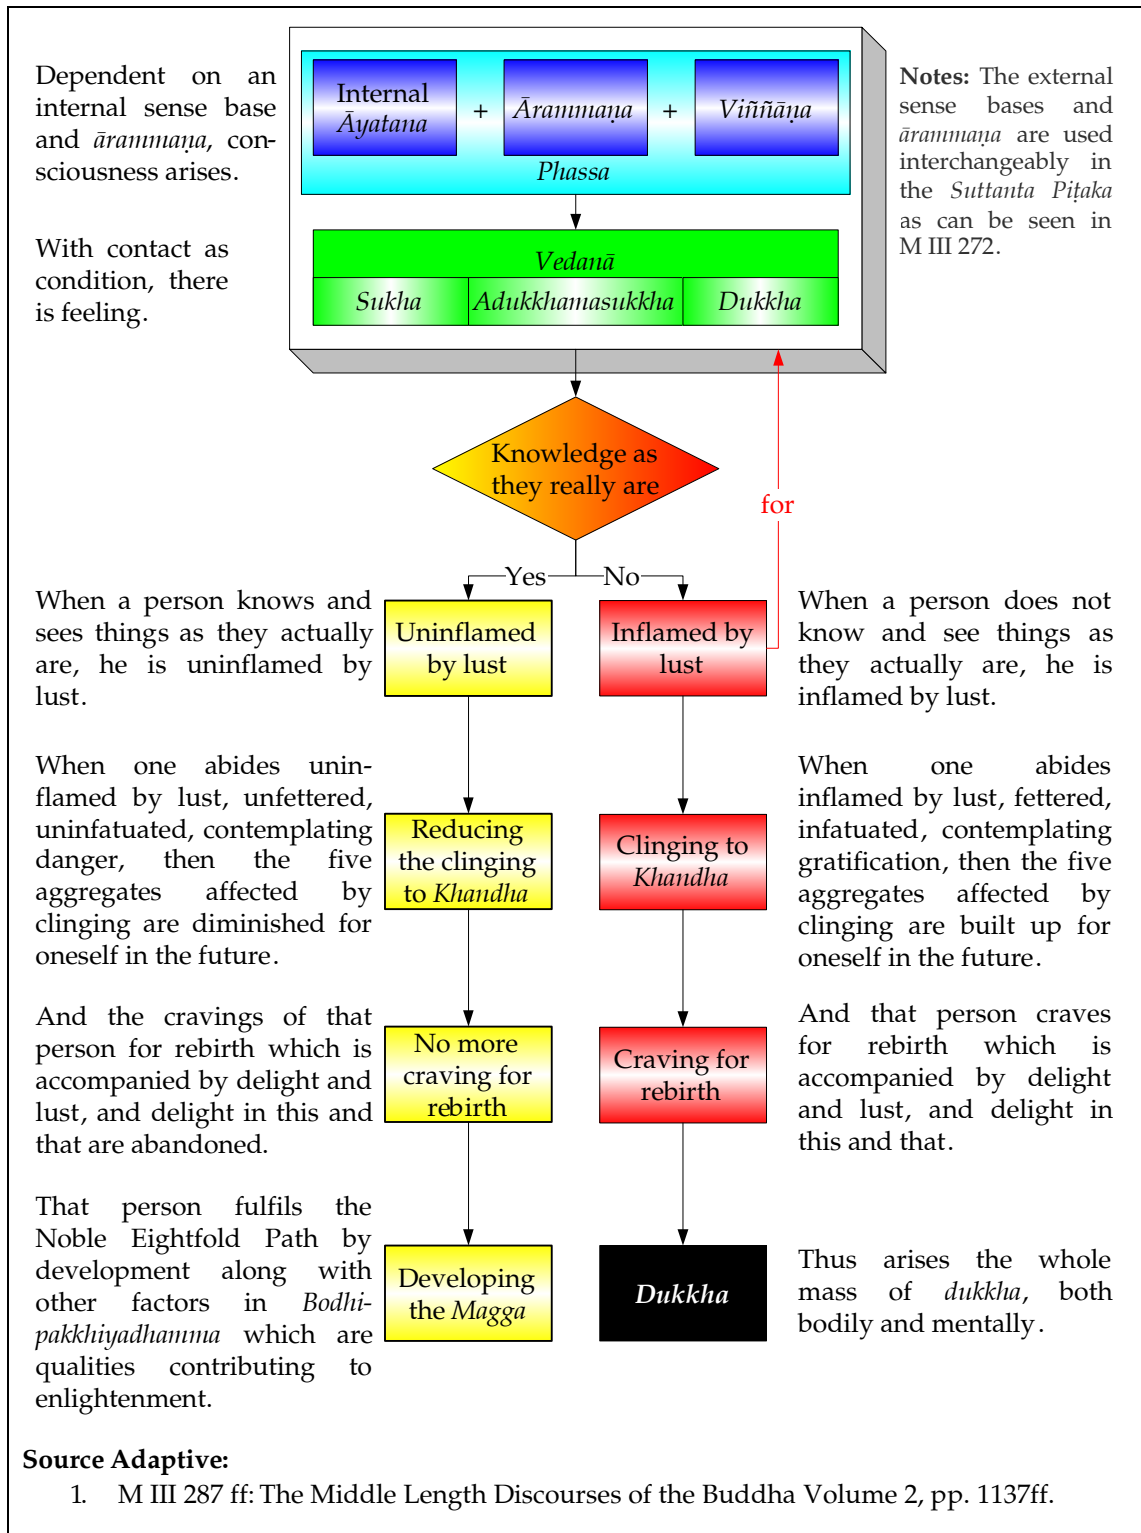 Dependent on an
internal sense base
and ārammaṇa, con-
sciousness arises.
With contact as
condition, there
is feeling.
Internal
Āyatana
+
Ārammaṇa
+
Viññāṇa
Phassa
Vedanā
Sukha
Adukkhamasukkha
Dukkha
Notes: The external
sense bases and
ārammaṇa are used
interchangeably in
the Suttanta Piṭaka
as can be seen in
M III 272.
Knowledge as
they really are
for
Yes
No
When a person knows and
sees things as they actually
are, he is uninflamed by
lust.
Uninflamed
by lust
Inflamed by
lust
When a person does not
know and see things as
they actually are, he is
inflamed by lust.
When one abides unin-
flamed by lust, unfettered,
uninfatuated, contemplating
danger, then the five
aggregates affected by
clinging are diminished for
oneself in the future.
Reducing
the clinging
to Khandha
Clinging to
Khandha
When one abides
inflamed by lust, fettered,
infatuated, contemplating
gratification, then the five
aggregates affected by
clinging are built up for
oneself in the future.
And the cravings of that
person for rebirth which is
accompanied by delight and
lust, and delight in this and
that are abandoned.
No more
craving for
rebirth
Craving for
rebirth
And that person craves
for rebirth which is
accompanied by delight
and lust, and delight in
this and that.
That person fulfils the
Noble Eightfold Path by
development along with
other factors in Bodhi-
pakkhiyadhamma which are
qualities contributing to
enlightenment.
Developing
the Magga
Dukkha
Thus arises the whole
mass of dukkha, both
bodily and mentally.
Source Adaptive:
1. M III 287 ff: The Middle Length Discourses of the Buddha Volume 2, pp. 1137ff.